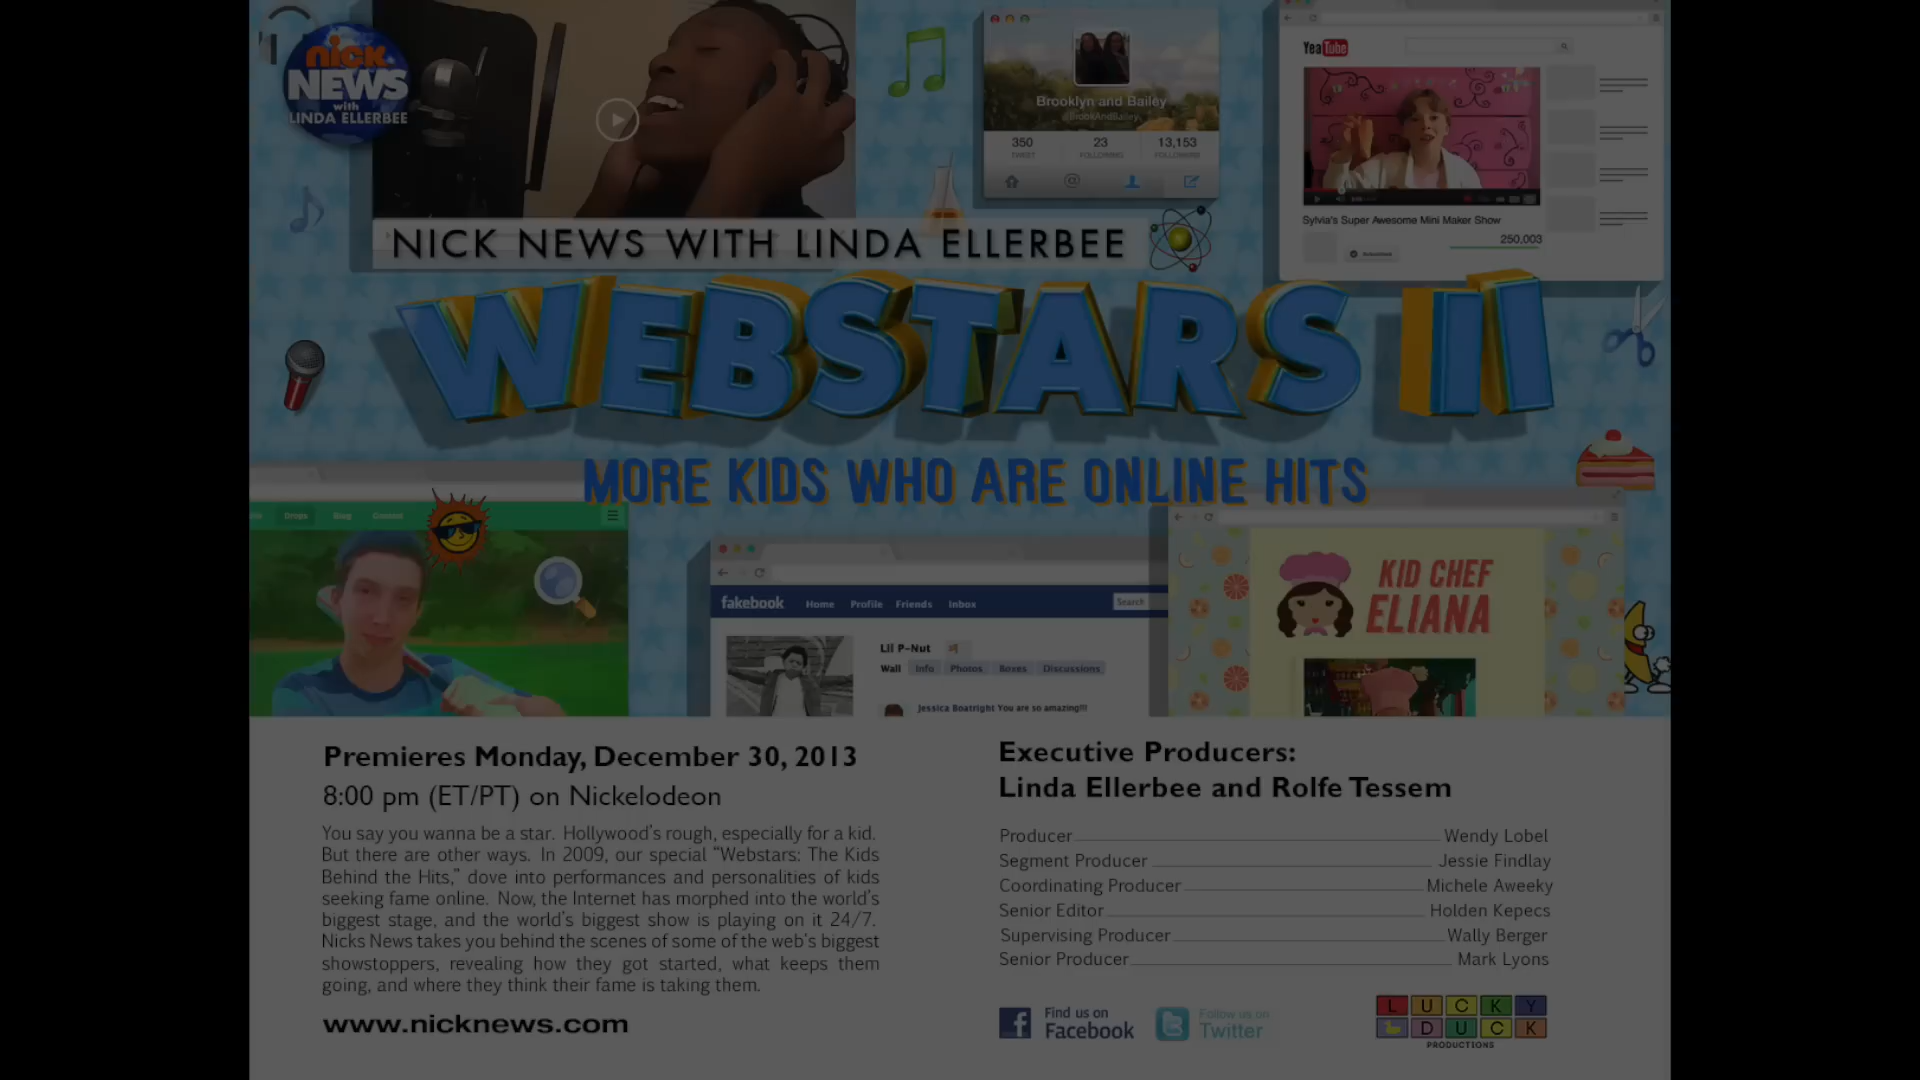 nick
NEWS
with
LINDA ELLERBEE
Brooklyn and Bailey
@BrookAndBailey
350
23
13,153
TWEET
FOLLOWING
FOLLOWERS
YeaTube
Sylvia's Super Awesome Mini Maker Show
250,003
NICK NEWS WITH LINDA ELLERBEE
WEBSTARS II
MORE KIDS WHO ARE ONLINE HITS
Drops
Blog
fakebook
Home
Profile
Friends
Inbox
Search
Lil P-Nut
Wall
Info
Photos
Boxes
Discussions
Jessica Boatright You are so amazing!!!
KID CHEF
ELIANA
Premieres Monday, December 30, 2013
8:00 pm (ET/PT) on Nickelodeon
You say you wanna be a star. Hollywood's rough, especially for a kid.
But there are other ways. In 2009, our special “Webstars: The Kids
Behind the Hits,” dove into performances and personalities of kids
seeking fame online. Now, the Internet has morphed into the world's
biggest stage, and the world's biggest show is playing on it 24/7.
Nicks News takes you behind the scenes of some of the web's biggest
showstoppers, revealing how they got started, what keeps them
going, and where they think their fame is taking them.
www.nicknews.com
Executive Producers:
Linda Ellerbee and Rolfe Tessem
Producer Wendy Lobel
Segment Producer Jessie Findlay
Coordinating Producer Michele Aweeky
Senior Editor Holden Kepecs
Supervising Producer Wally Berger
Senior Producer Mark Lyons
Find us on
Facebook
Follow us on
Twitter
LUCKY
DUCK
PRODUCTIONS